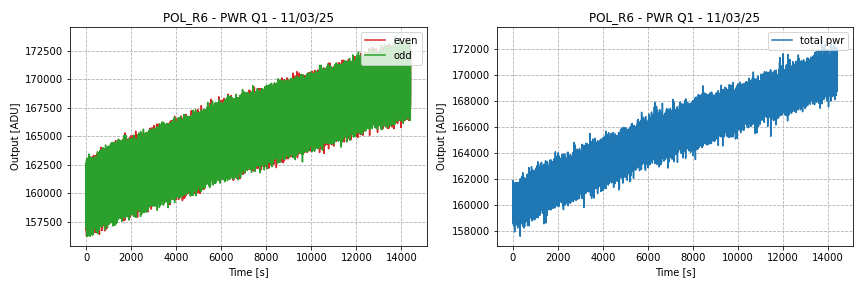 POL_R6 - PWR Q1 - 11/03/25
even
odd
172500
170000
167500
165000
162500
160000
157500
Output [ADU]
0 2000 4000 6000 8000 10000 12000 14000
Time [s]
POL_R6 - PWR Q1 - 11/03/25
total pwr
172000
170000
168000
166000
164000
162000
160000
158000
Output [ADU]
0 2000 4000 6000 8000 10000 12000 14000
Time [s]